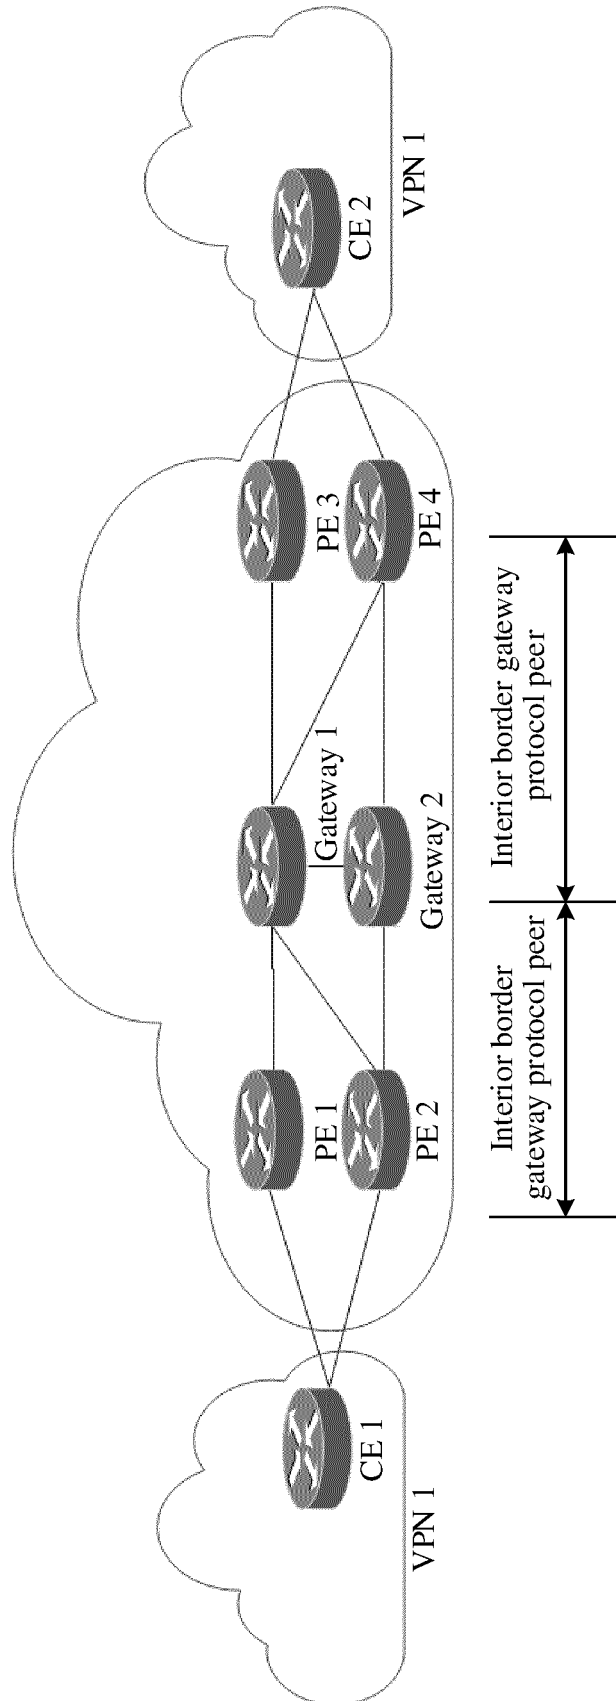 CE 1
VPN 1
PE 1
PE 2
Gateway 1
Gateway 2
PE 3
PE 4
CE 2
VPN 1
Interior border
gateway protocol peer
Interior border gateway
protocol peer